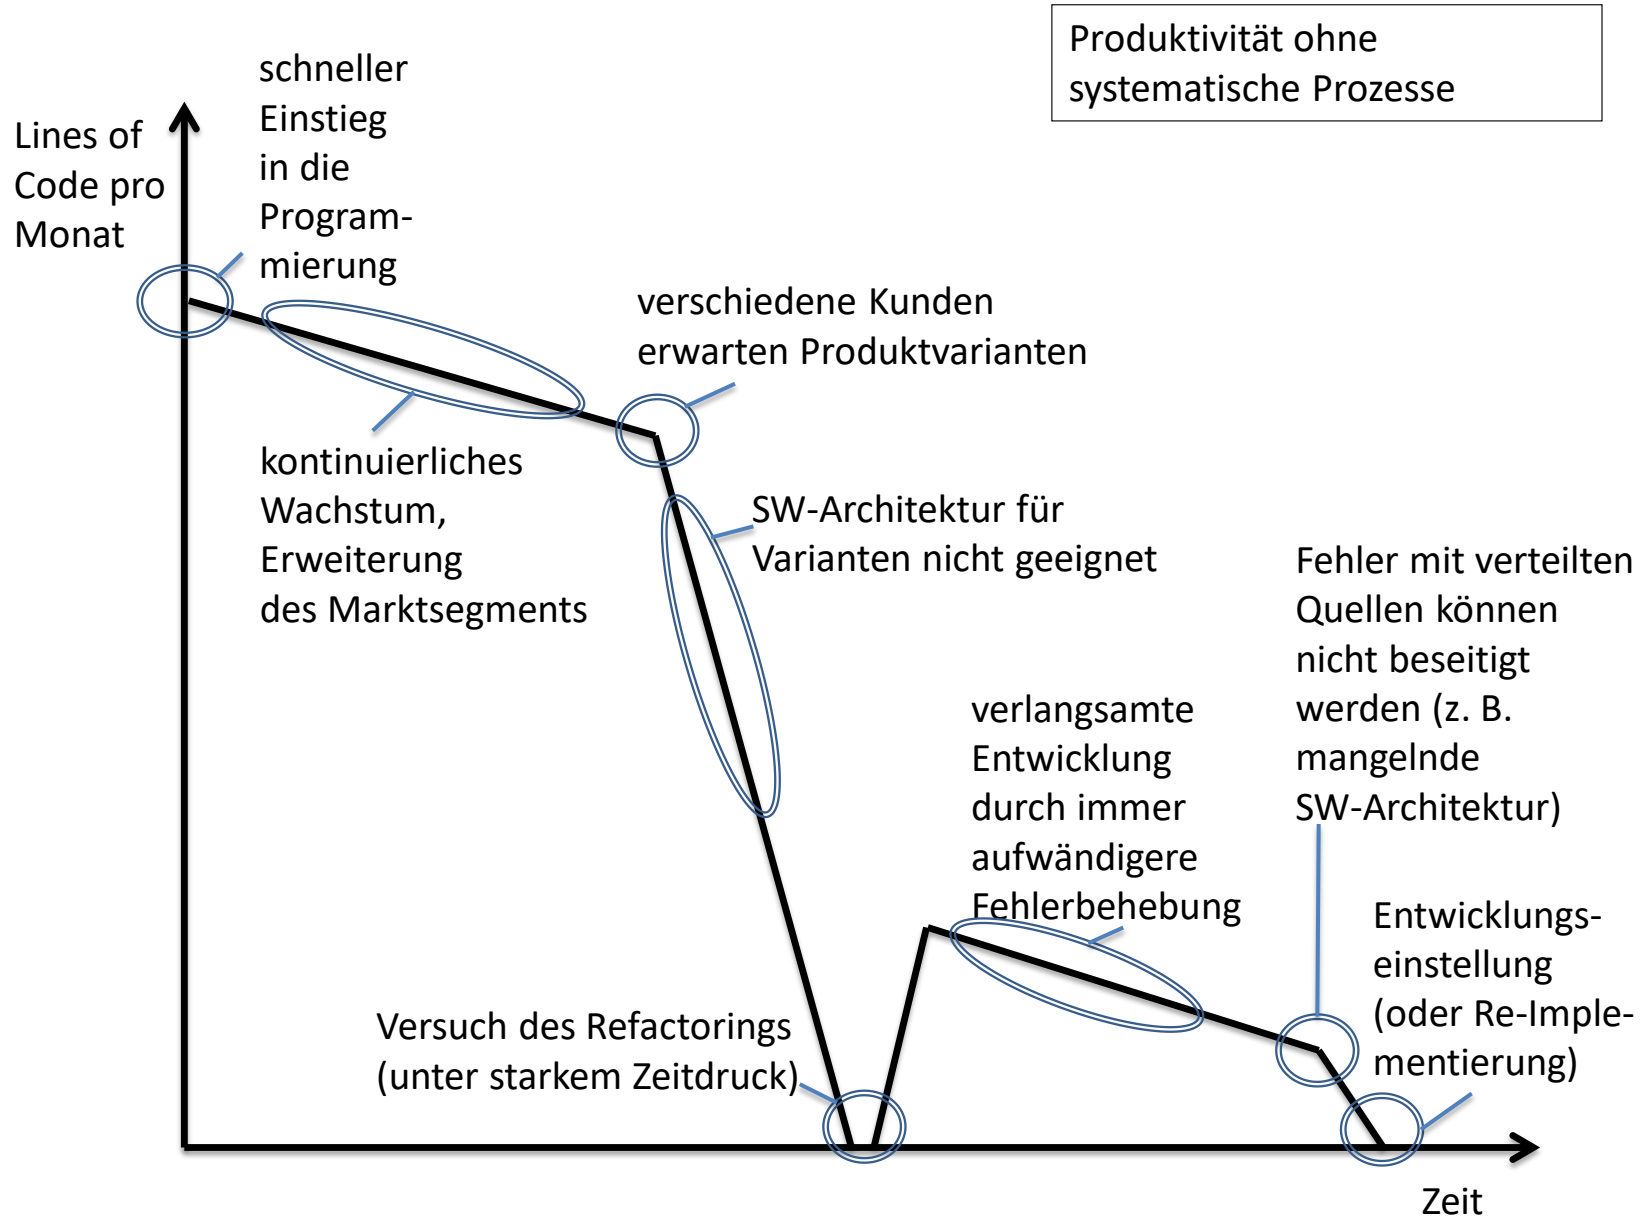 Produktivität ohne
systematische Prozesse
Lines of
Code pro
Monat
schneller
Einstieg
in die
Program-
mierung
verschiedene Kunden
erwarten Produktvarianten
kontinuierliches
Wachstum,
Erweiterung
des Marktsegments
SW-Architektur für
Varianten nicht geeignet
Fehler mit verteilten
Quellen können
nicht beseitigt
werden (z. B.
mangelnde
SW-Architektur)
verlangsamte
Entwicklung
durch immer
aufwändigere
Fehlerbehebung
Entwicklungs-
einstellung
(oder Re-Imple-
mentierung)
Versuch des Refactorings
(unter starkem Zeitdruck)
Zeit